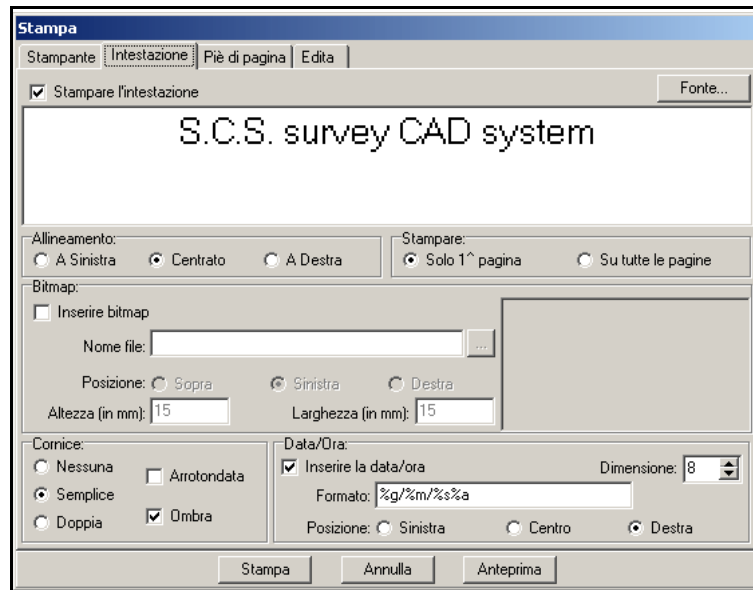 Stampa
Stampante Intestazione Piè di pagina Edita
Stampare l'intestazione Fonte...
S.C.S. survey CAD system
Allineamento: Stampare:
A Sinistra Centrato A Destra Solo 1^ pagina Su tutte le pagine
Bitmap:
Inserire bitmap
Nome file: ...
Posizione: Sopra Sinistra Destra
Altezza (in mm): 15 Larghezza (in mm): 15
Cornice: Data/Ora:
Nessuna Arrotondata Inserire la data/ora Dimensione: 8
Semplice Formato: %g/%m/%s%a
Doppia Ombra Posizione: Sinistra Centro Destra
Stampa Annulla Anteprima